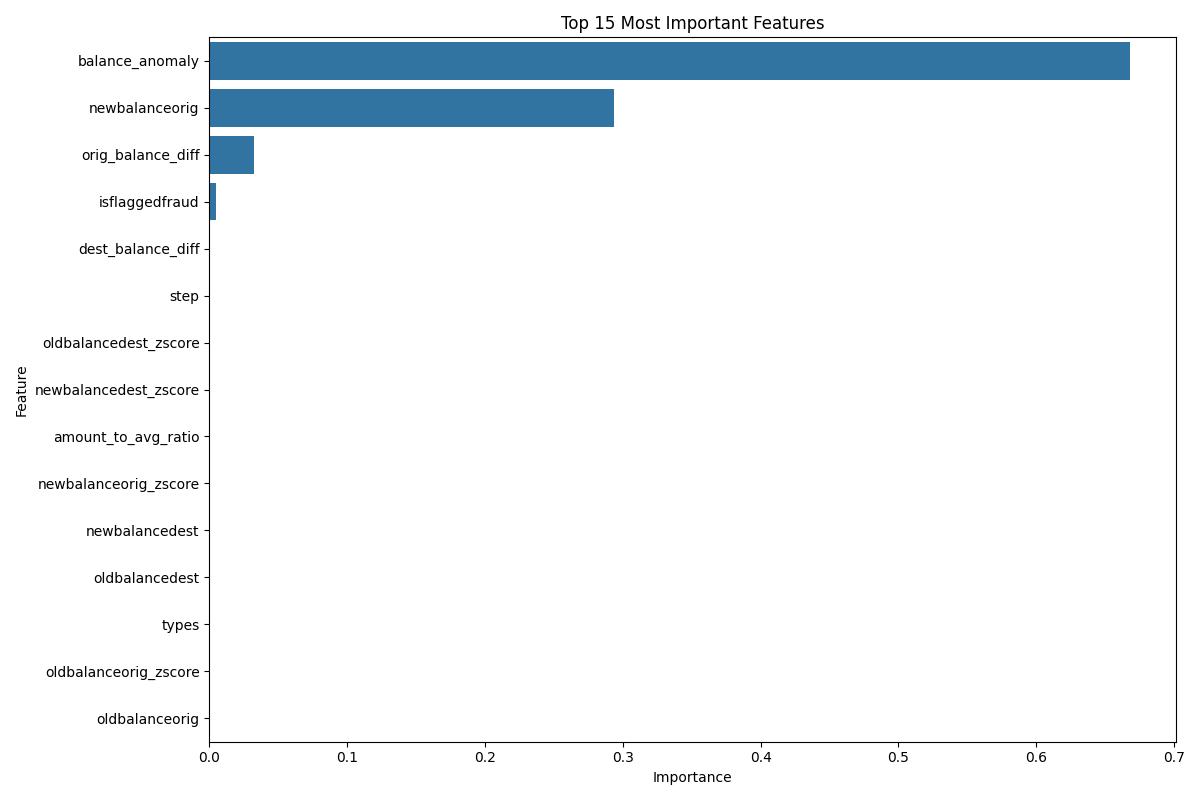 Top 15 Most Important Features
Feature
balance_anomaly
newbalanceorig
orig_balance_diff
isflaggedfraud
dest_balance_diff
step
oldbalancedest_zscore
newbalancedest_zscore
amount_to_avg_ratio
newbalanceorig_zscore
newbalancedest
oldbalancedest
types
oldbalanceorig_zscore
oldbalanceorig
0.0 0.1 0.2 0.3 0.4 0.5 0.6 0.7
Importance